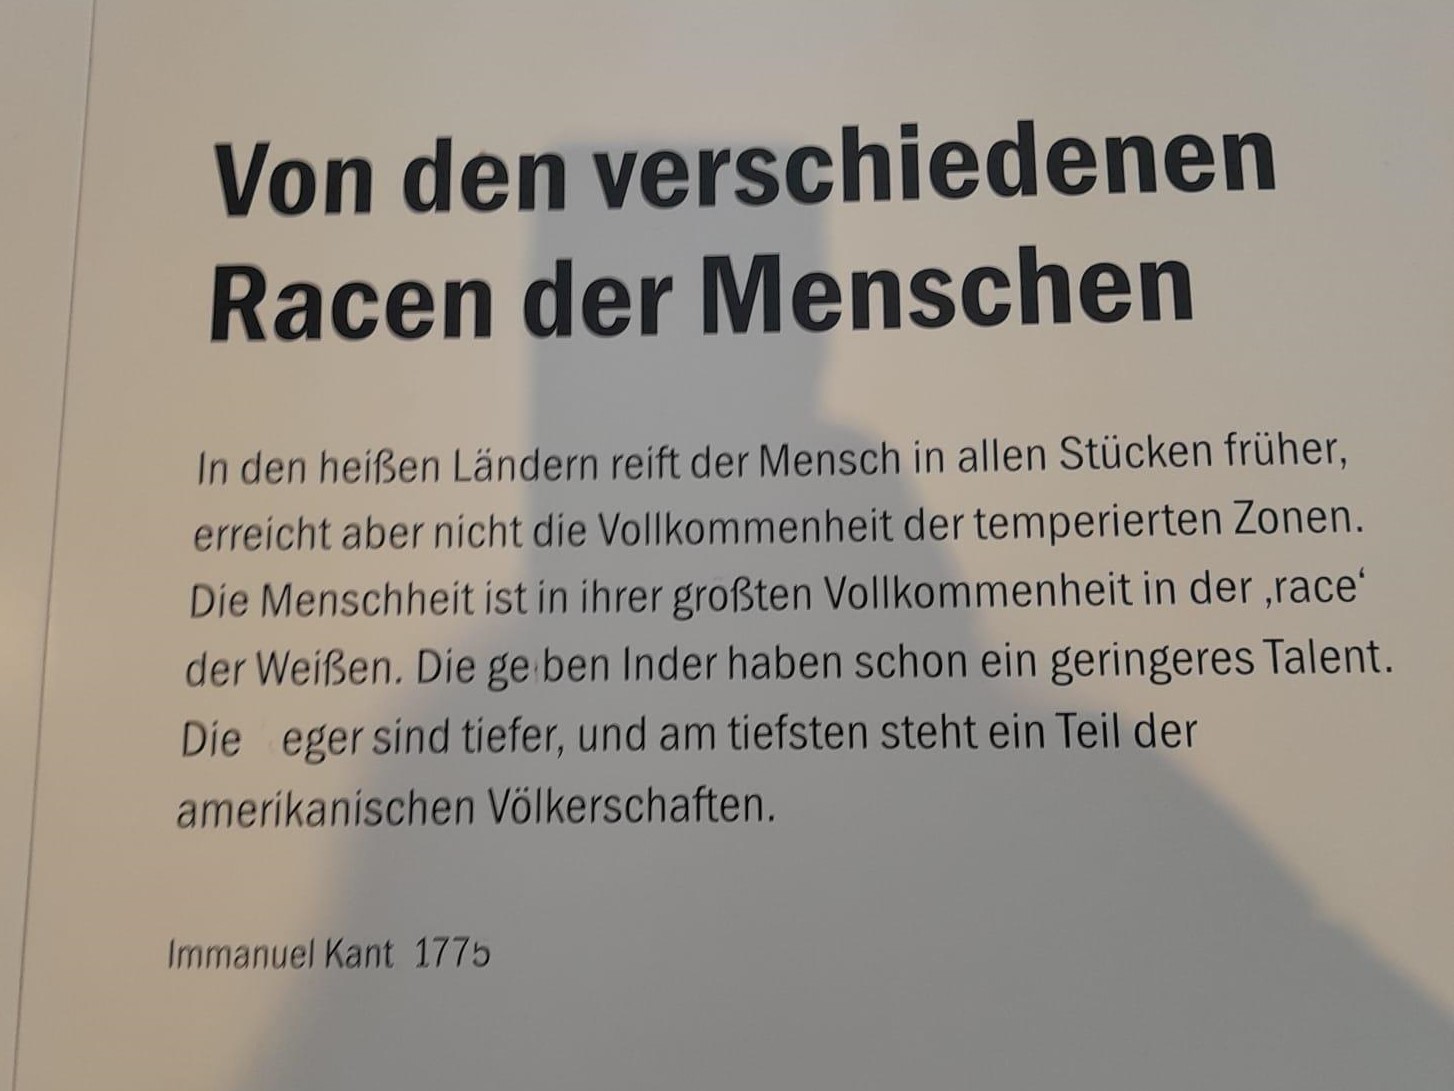 Von den verschiedenen
Racen der Menschen
In den heißen Ländern reift der Mensch in allen Stücken früher,
erreicht aber nicht die Vollkommenheit der temperierten Zonen.
Die Menschheit ist in ihrer großten Vollkommenheit in der ‚race‘
der Weißen. Die ge ben Inder haben schon ein geringeres Talent.
Die eger sind tiefer, und am tiefsten steht ein Teil der
amerikanischen Völkerschaften.
Immanuel Kant 1775